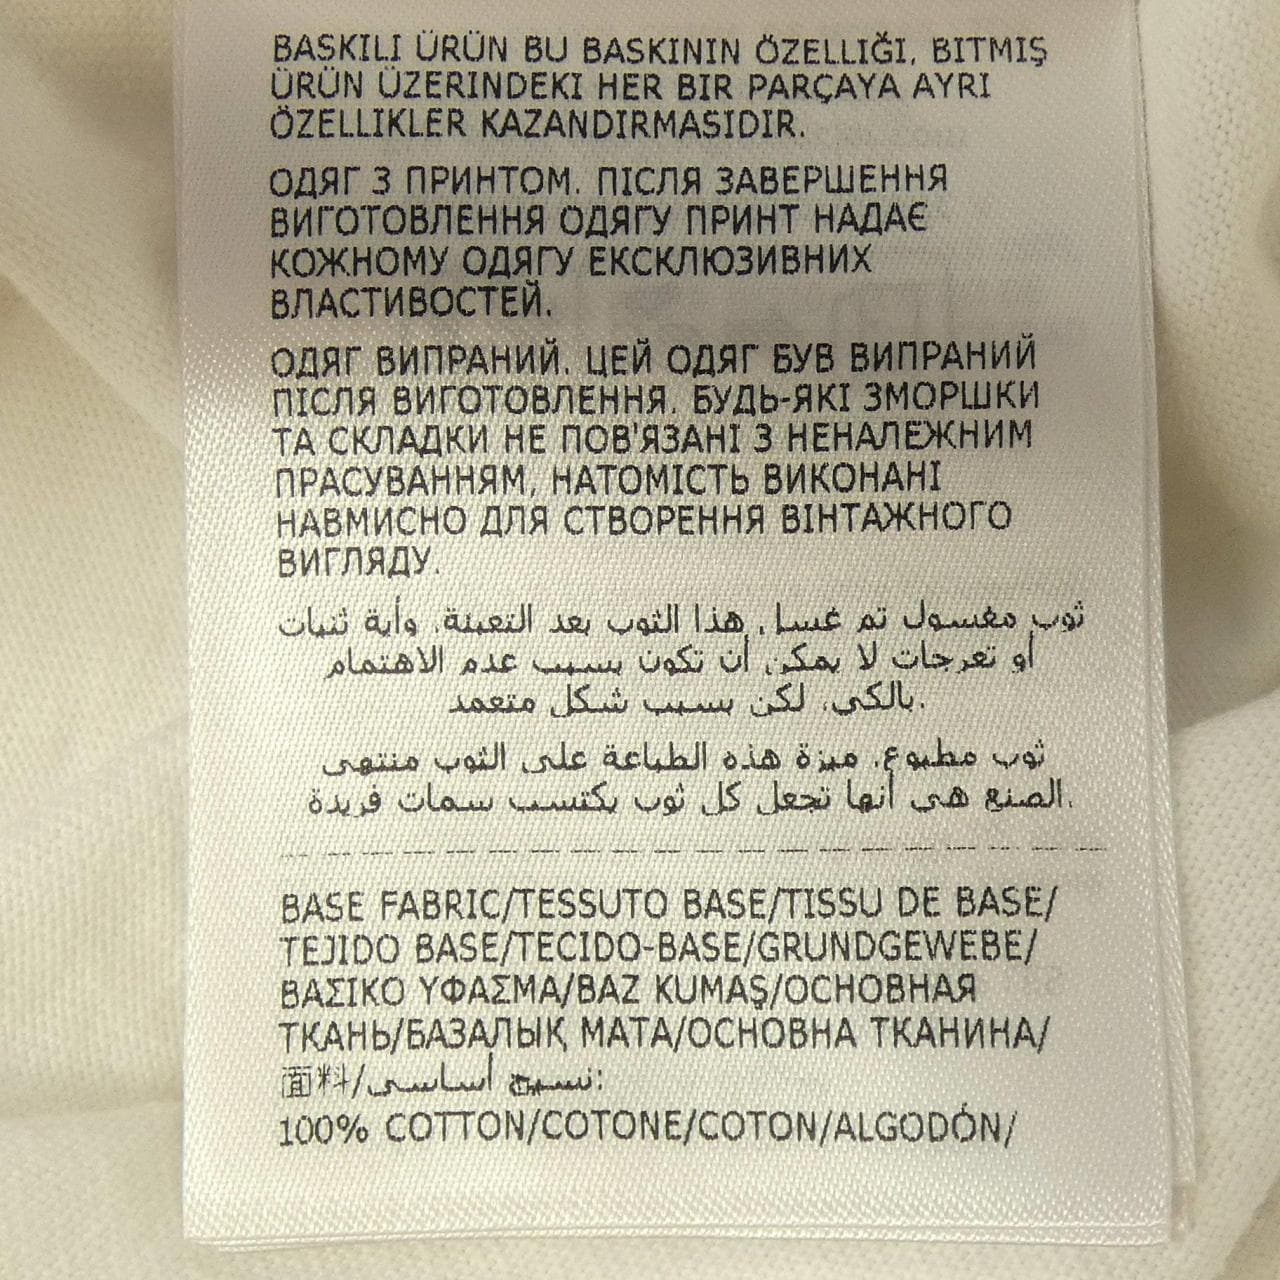 BASKILI ÜRÜN BU BASKININ ÖZELLIĞI, BITMIŞ
ÜRÜN ÜZERINDEKI HER BIR PARÇAYA AYRI
ÖZELLIKLER KAZANDIRMASIDIR.
ОДЯГ З ПРИНТОМ. ПІСЛЯ ЗАВЕРШЕННЯ
ВИГОТОВЛЕННЯ ОДЯГУ ПРИНТ НАДАЄ
КОЖНОМУ ОДЯГУ ЕКСКЛЮЗИВНИХ
ВЛАСТИВОСТЕЙ.
ОДЯГ ВИПРАНИЙ. ЦЕЙ ОДЯГ БУВ ВИПРАНИЙ
ПІСЛЯ ВИГОТОВЛЕННЯ. БУДЬ-ЯКІ ЗМОРШКИ
ТА СКЛАДКИ НЕ ПОВ'ЯЗАНІ З НЕНАЛЕЖНИМ
ПРАСУВАННЯМ, НАТОМІСТЬ ВИКОНАНІ
НАВМИСНО ДЛЯ СТВОРЕННЯ ВІНТАЖНОГО
ВИГЛЯДУ.
ثوب مغسول تم غسل هذا الثوب بعد التعبئة. وأية ثنيات
أو تعرجات لا يمكن أن تكون بسبب عدم الاهتمام
بالكي، لكن بسبب شكل متعمد.
ثوب مطبوع. ميزة هذه الطباعة على الثوب منتهى
الصنع هي أنها تجعل كل ثوب يكتسب سمات فريدة.
BASE FABRIC/TESSUTO BASE/TISSU DE BASE/
TEJIDO BASE/TECIDO-BASE/GRUNDGEWEBE/
ΒΑΣΙΚΟ ΥΦΑΣΜΑ/BAZ KUMAŞ/ОСНОВНАЯ
ТКАНЬ/БАЗАЛЫҚ МАТА/ОСНОВНА ТКАНИНА/
面料/نسيج أساسي:
100% COTTON/COTONE/COTON/ALGODÓN/